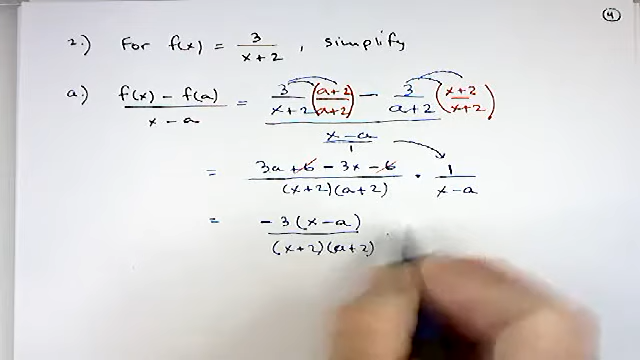 4
2.) For f(x) = 3/(x+2) , simplify
a.) (f(x) – f(a))/(x – a) = (3/(x+2) ((a+2)/(a+2)) – 3/(a+2) ((x+2)/(x+2)))/((x – a)/1)
= (3a + 6 – 3x – 6)/((x+2)(a+2)) · 1/(x – a)
= –3(x – a)/((x+2)(a+2)) ·